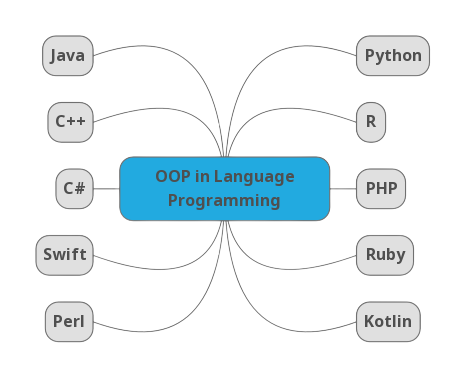 Java
Python
C++
R
OOP in Language
Programming
C#
PHP
Swift
Ruby
Perl
Kotlin